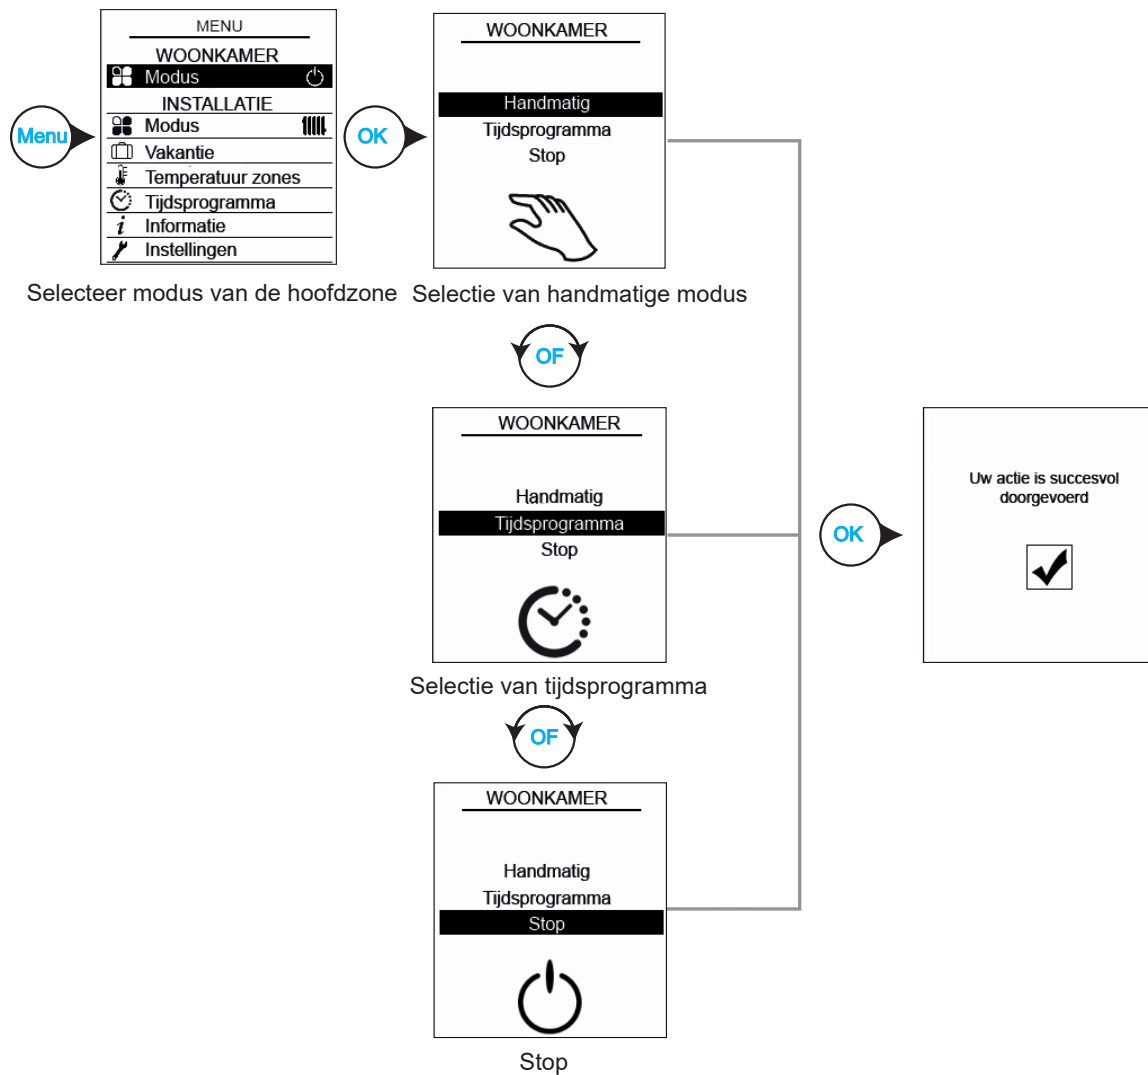 Menu
MENU
WOONKAMER
Modus
INSTALLATIE
Modus
Vakantie
Temperatuur zones
Tijdsprogramma
i Informatie
Instellingen
Selecteer modus van de hoofdzone
OK
WOONKAMER
Handmatig
Tijdsprogramma
Stop
Selectie van handmatige modus
OF
WOONKAMER
Handmatig
Tijdsprogramma
Stop
Selectie van tijdsprogramma
OF
WOONKAMER
Handmatig
Tijdsprogramma
Stop
Stop
OK
Uw actie is succesvol
doorgevoerd